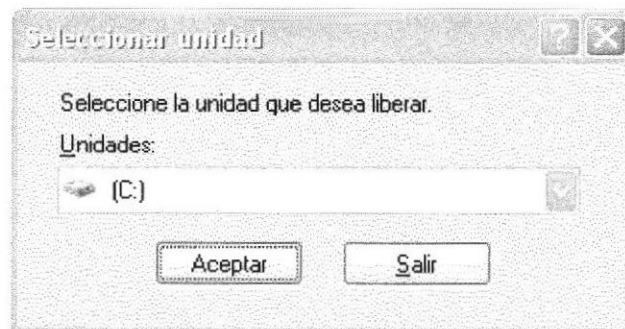 Seleccionar unidad
Seleccione la unidad que desea liberar.
Unidades:
(C:)
Aceptar
Salir